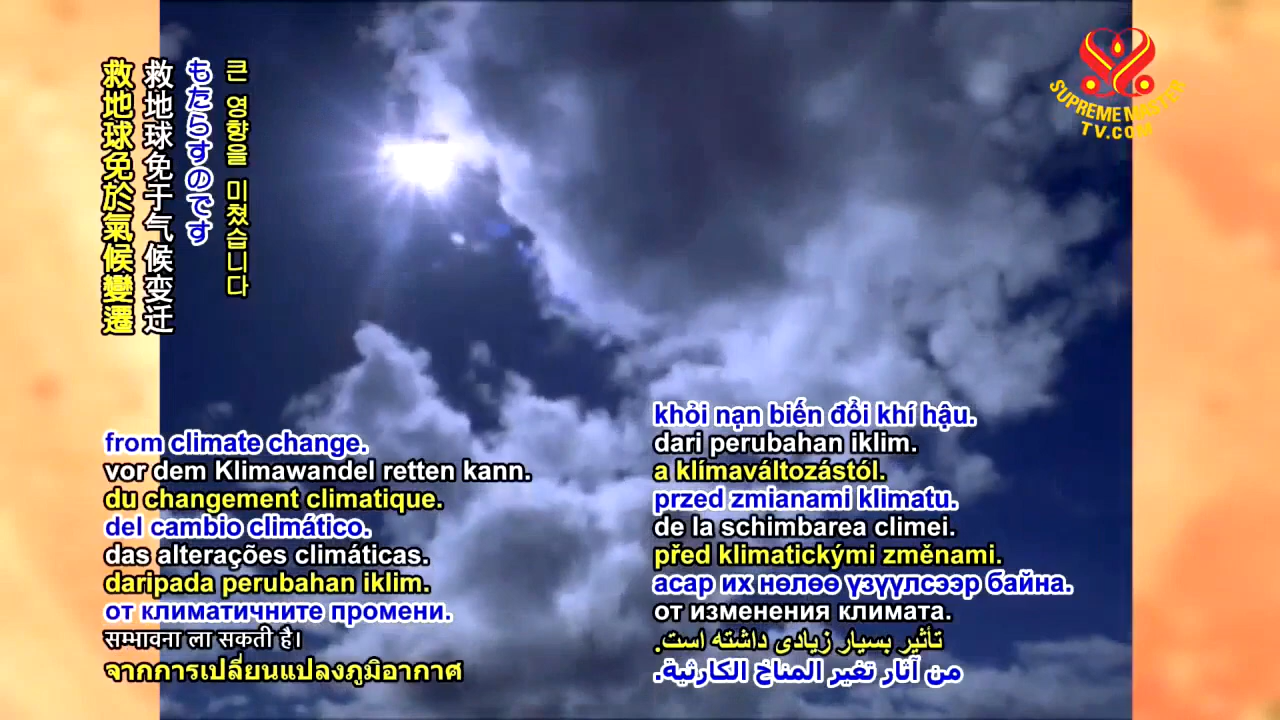 救地球免於氣候變遷
救地球免于气候变迁
もたらすのです
큰 영향을 미쳤습니다
SUPREME MASTER
TV.COM
from climate change.
vor dem Klimawandel retten kann.
du changement climatique.
del cambio climático.
das alterações climáticas.
daripada perubahan iklim.
от климатичните промени.
सम्भावना ला सकती है।
จากการเปลี่ยนแปลงภูมิอากาศ
khỏi nạn biến đổi khí hậu.
dari perubahan iklim.
a klímaváltozástól.
przed zmianami klimatu.
de la schimbarea climei.
před klimatickými změnami.
асар их нөлөө үзүүлсээр байна.
от изменения климата.
تأثیر بسیار زیادی داشته است.
من آثار تغير المناخ الكارثية.